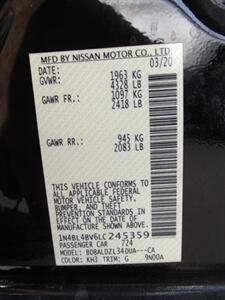 MFD BY NISSAN MOTOR CO., LTD.
DATE: 03/20
GVWR: 1963 KG
4328 LB
GAWR FR: 1097 KG
2418 LB
GAWR RR: 945 KG
2083 LB
THIS VEHICLE CONFORMS TO ALL
APPLICABLE FEDERAL MOTOR
VEHICLE SAFETY, BUMPER, AND
THEFT PREVENTION STANDARDS
IN EFFECT ON THE DATE OF
MANUFACTURE SHOWN ABOVE.
1N4BL4BV6LC245359
PASSENGER CAR 724
MODEL: BDBALDZL34DUA---CA
COLOR: KH3 TRIM: G 9N00A